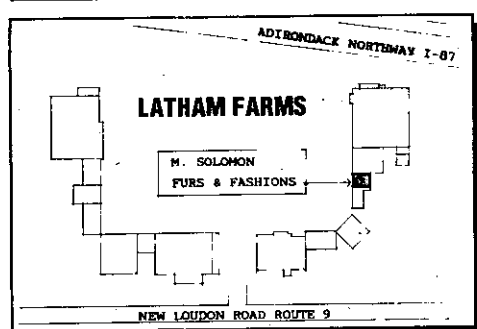 ADIRONDACK NORTHWAY I-87
LATHAM FARMS
M. SOLOMON
FURS & FASHIONS
NEW LOUDON ROAD ROUTE 9